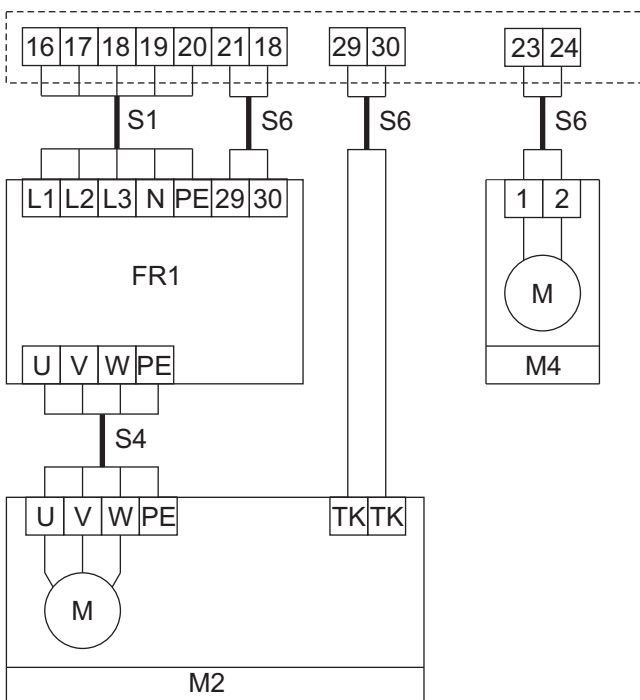 16 17 18 19 20 21 18 29 30 23 24
S1 S6 S6 S6
L1 L2 L3 N PE 29 30 1 2
FR1 M
U V W PE M4
S4
U V W PE TK TK
M
M2